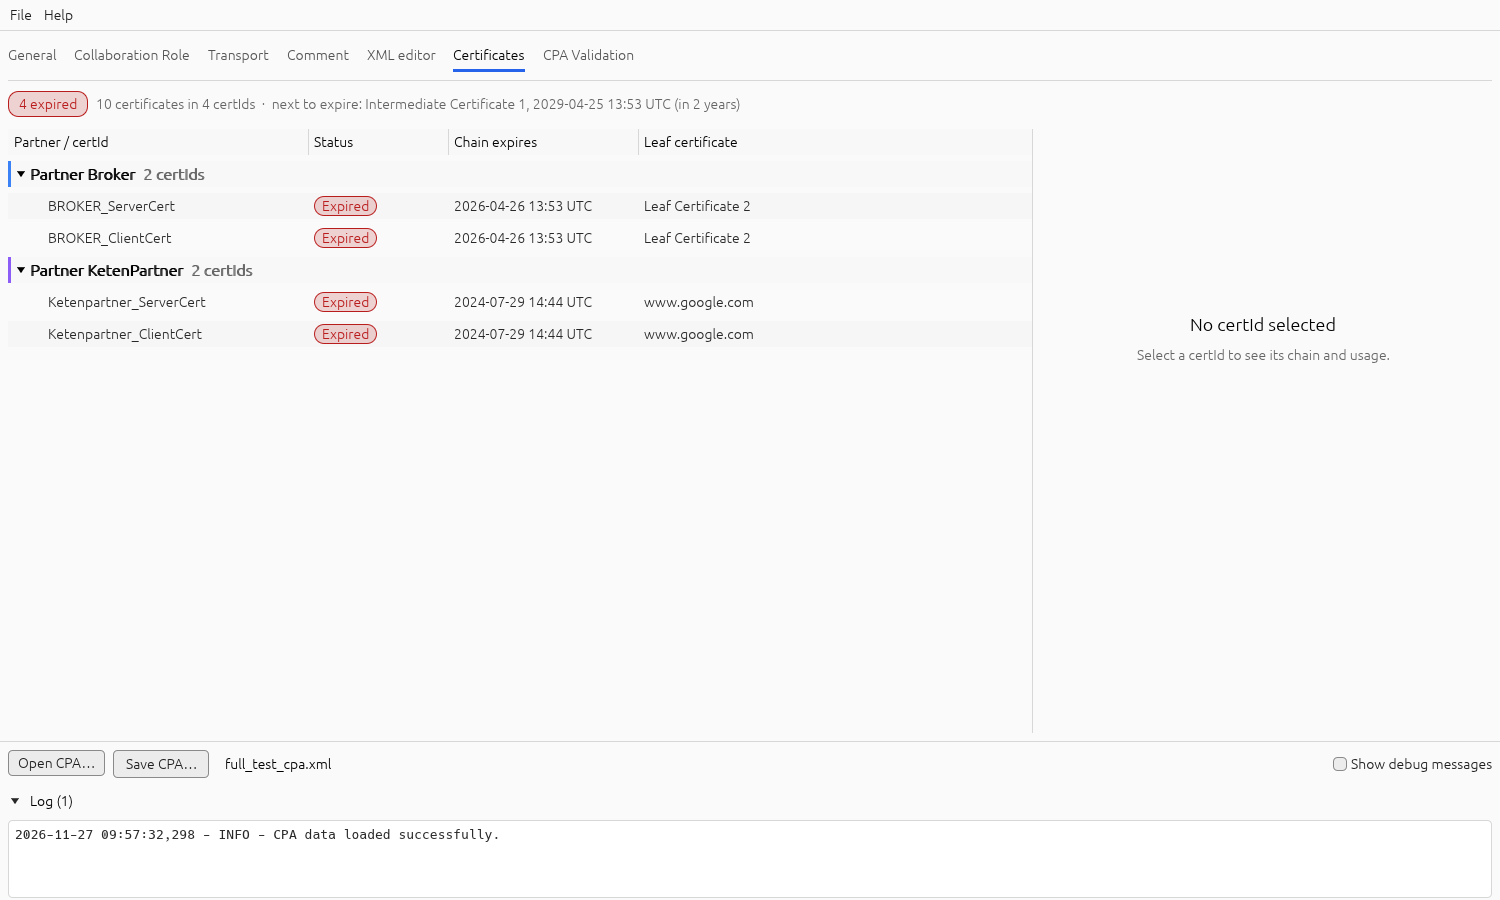 File Help
General Collaboration Role Transport Comment XML editor Certificates CPA Validation
4 expired 10 certificates in 4 certIds · next to expire: Intermediate Certificate 1, 2029-04-25 13:53 UTC (in 2 years)
Partner / certId Status Chain expires Leaf certificate
Partner Broker 2 certIds
BROKER_ServerCert Expired 2026-04-26 13:53 UTC Leaf Certificate 2
BROKER_ClientCert Expired 2026-04-26 13:53 UTC Leaf Certificate 2
Partner KetenPartner 2 certIds
Ketenpartner_ServerCert Expired 2024-07-29 14:44 UTC www.google.com
Ketenpartner_ClientCert Expired 2024-07-29 14:44 UTC www.google.com
No certId selected
Select a certId to see its chain and usage.
Open CPA... Save CPA... full_test_cpa.xml Show debug messages
Log (1)
2026-11-27 09:57:32,298 - INFO - CPA data loaded successfully.